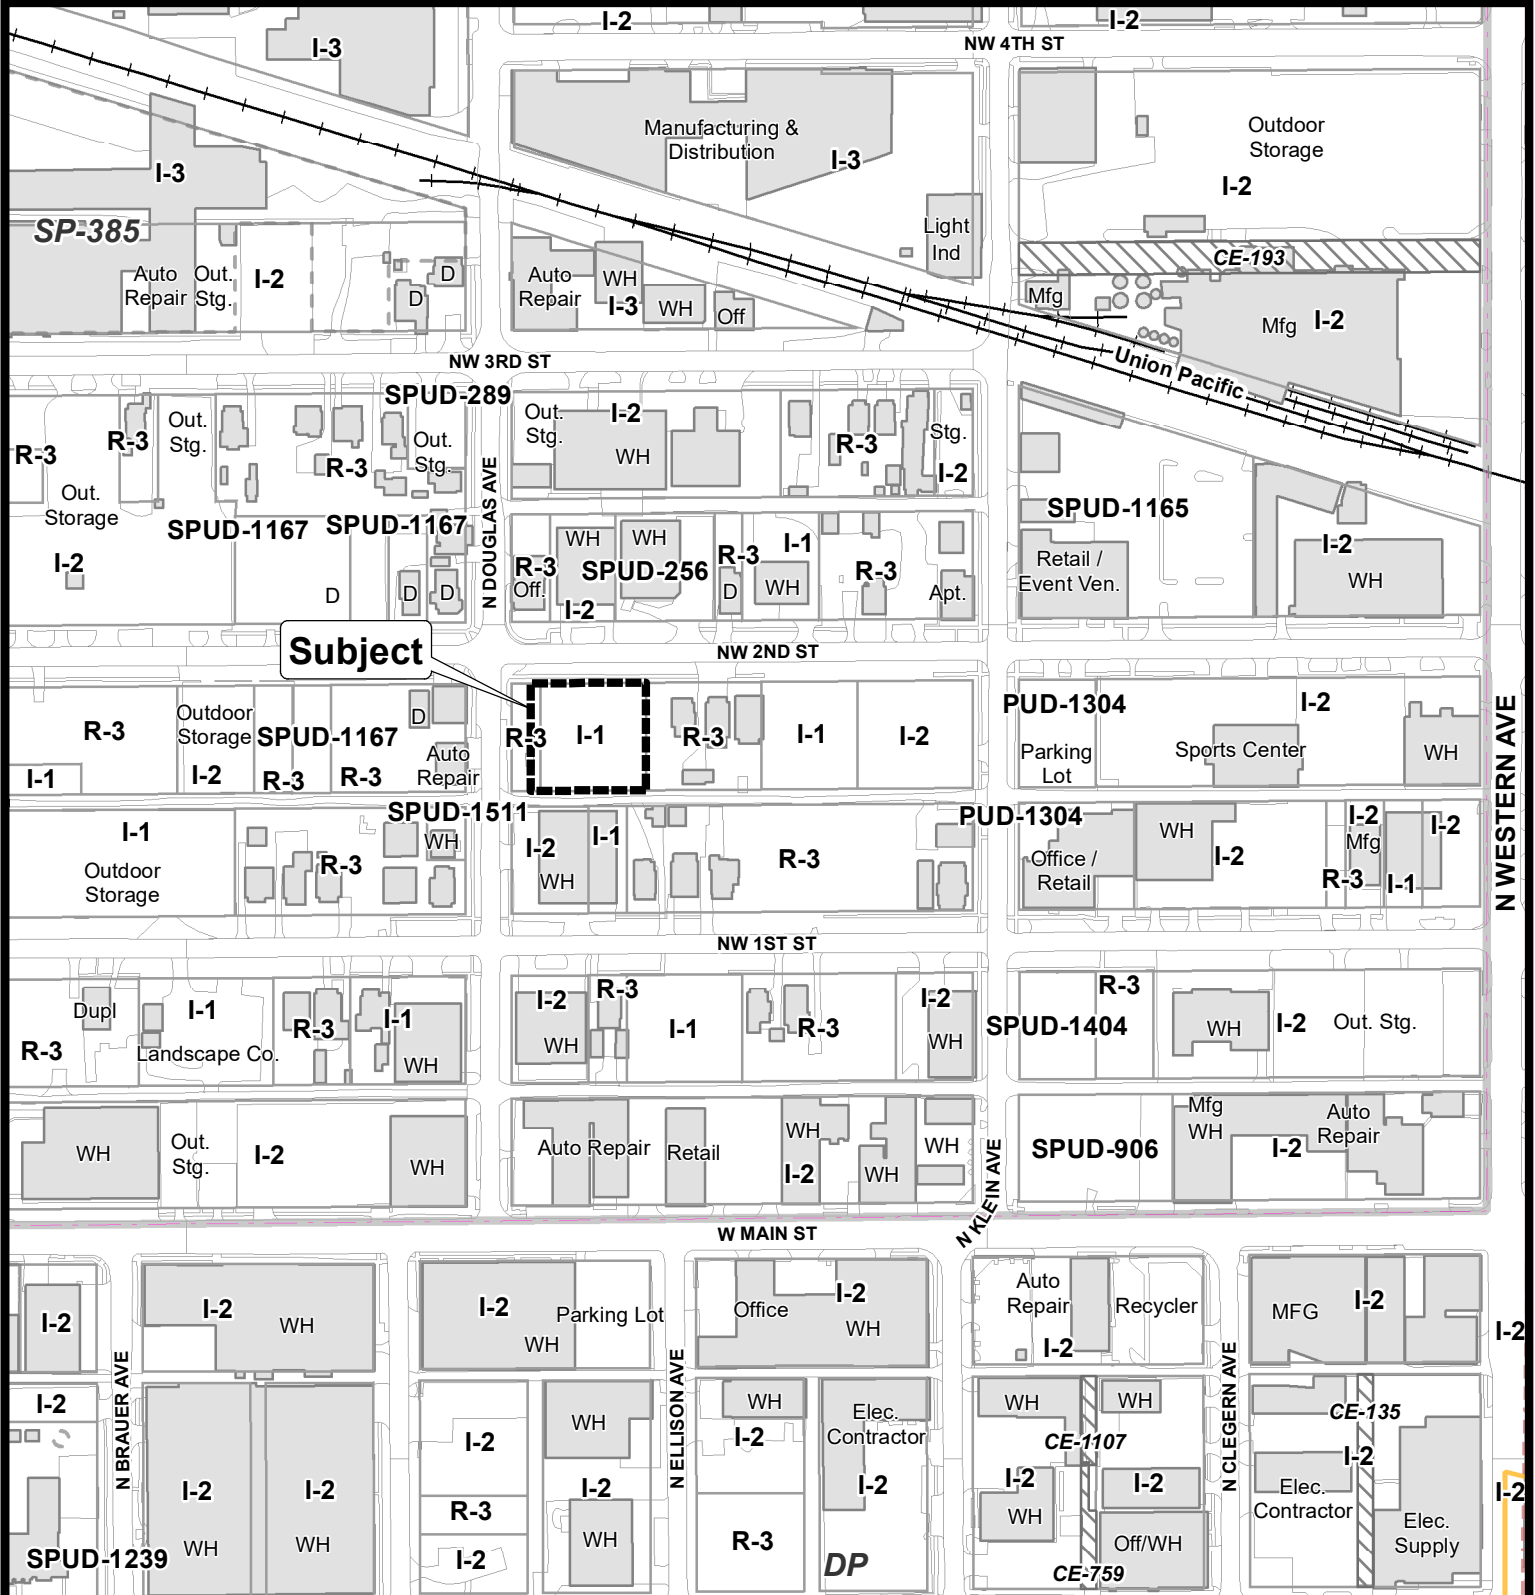 I-2
I-2
NW 4TH ST
I-3
Manufacturing &
Distribution
I-3
Outdoor
Storage
I-2
I-3
SP-385
Light
Ind
CE-193
Auto
Repair
Out.
Stg.
I-2
D
D
Auto
Repair
WH
I-3
WH
Off
Mfg
Mfg
I-2
Union Pacific
NW 3RD ST
SPUD-289
R-3
R-3
Out.
Stg.
R-3
Out.
Stg.
Out.
Stg.
I-2
WH
R-3
Stg.
I-2
Out.
Storage
I-2
SPUD-1167
SPUD-1167
D
D
D
N DOUGLAS AVE
R-3
Off.
WH
I-2
WH
SPUD-256
R-3
D
I-1
WH
R-3
Apt.
SPUD-1165
Retail /
Event Ven.
I-2
WH
Subject
NW 2ND ST
R-3
I-1
Outdoor
Storage
I-2
SPUD-1167
R-3
R-3
D
Auto
Repair
R-3
I-1
R-3
I-1
I-2
PUD-1304
Parking
Lot
I-2
Sports Center
WH
N WESTERN AVE
SPUD-1511
I-1
Outdoor
Storage
R-3
WH
I-2
WH
I-1
R-3
PUD-1304
Office /
Retail
WH
I-2
I-2
Mfg
R-3
I-1
I-2
NW 1ST ST
Dupl
R-3
I-1
Landscape Co.
R-3
I-1
WH
I-2
WH
R-3
I-1
R-3
I-2
WH
SPUD-1404
R-3
WH
I-2
Out. Stg.
WH
Out.
Stg.
I-2
WH
Auto Repair
Retail
WH
I-2
WH
WH
N KLEIN AVE
SPUD-906
Mfg
WH
I-2
Auto
Repair
W MAIN ST
I-2
I-2
WH
I-2
WH
Parking Lot
Office
I-2
WH
Auto
Repair
I-2
Recycler
MFG
I-2
I-2
N BRAUER AVE
N ELLISON AVE
N CLEGERN AVE
I-2
SPUD-1239
I-2
WH
I-2
WH
I-2
R-3
I-2
WH
I-2
WH
WH
I-2
R-3
Elec.
Contractor
I-2
DP
WH
I-2
WH
CE-1107
WH
I-2
Off/WH
CE-759
CE-135
I-2
Elec.
Contractor
Elec.
Supply
I-2